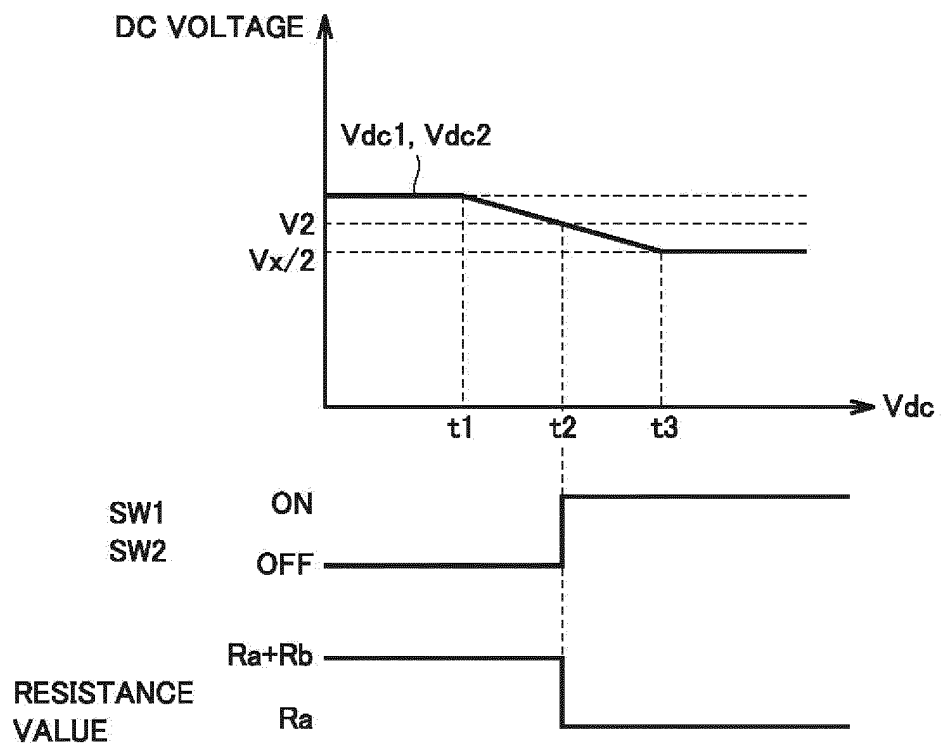 DC VOLTAGE
Vdc1, Vdc2
V2
Vx/2
Vdc
t1 t2 t3
SW1
SW2
ON
OFF
Ra+Rb
Ra
RESISTANCE
VALUE